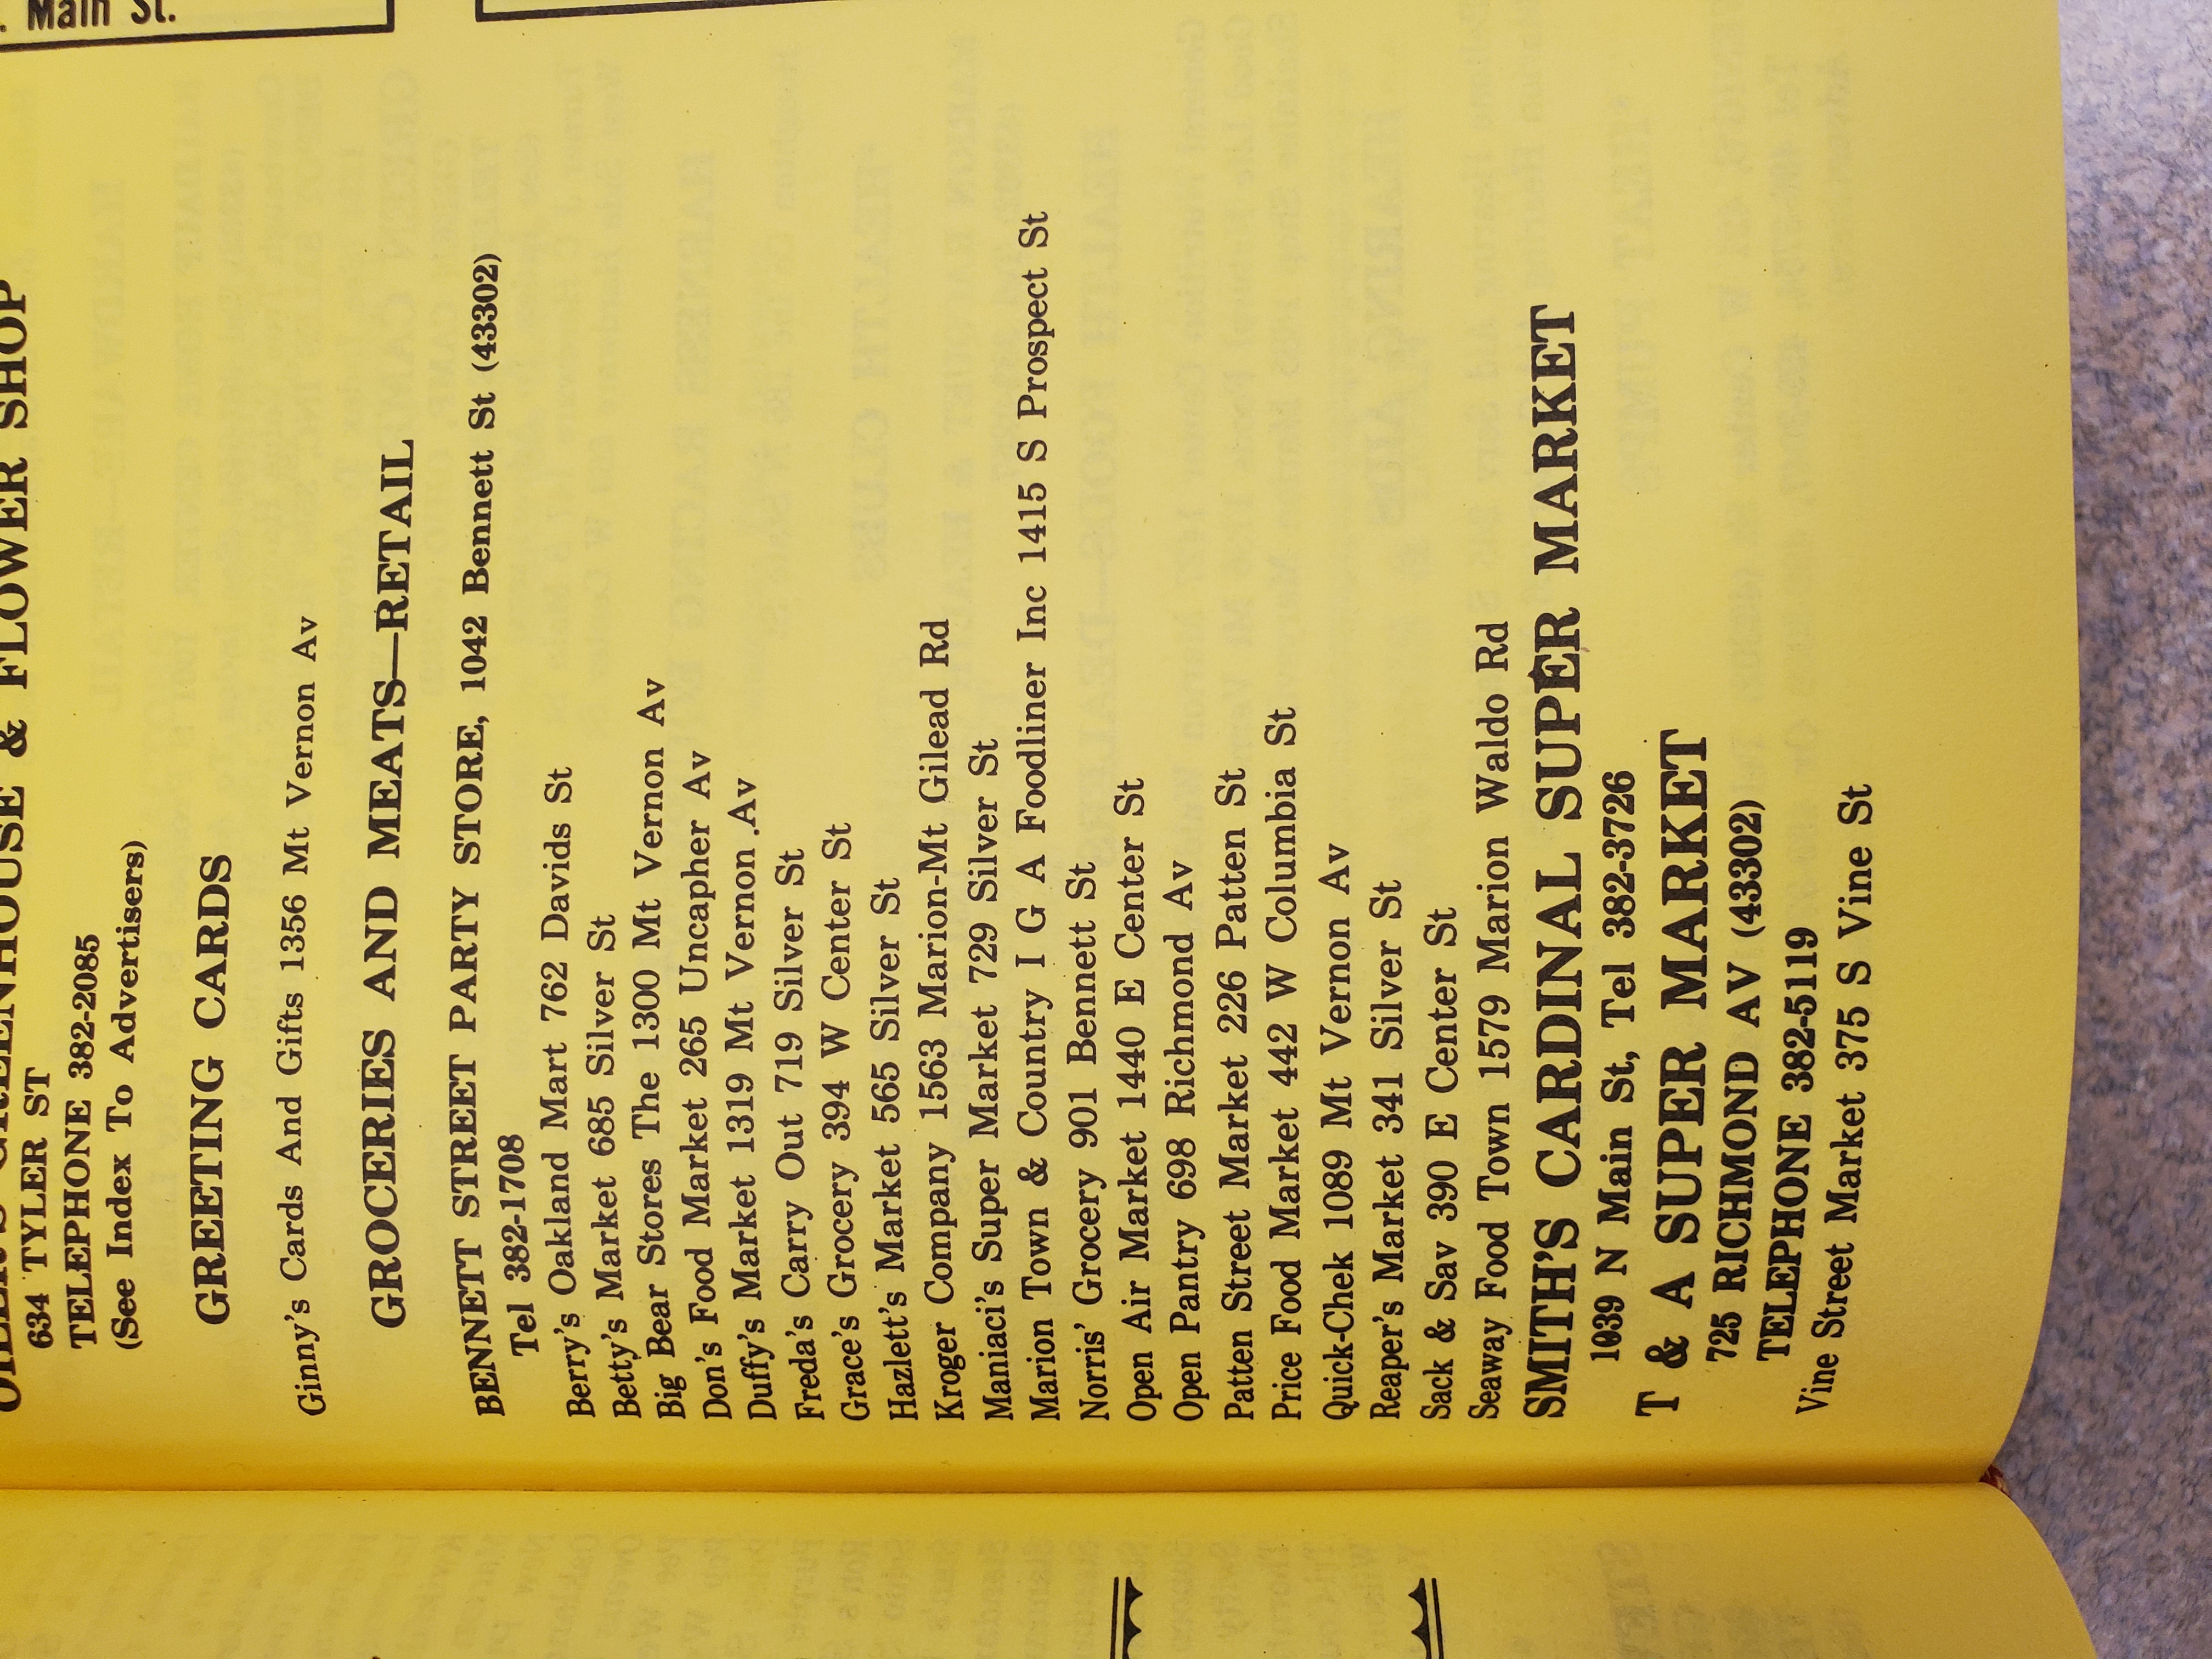 Main St.
GREENHOUSE & FLOWER SHOP
634 TYLER ST
TELEPHONE 382-2085
(See Index To Advertisers)
GREETING CARDS
Ginny's Cards And Gifts 1356 Mt Vernon Av
GROCERIES AND MEATS—RETAIL
BENNETT STREET PARTY STORE, 1042 Bennett St (43302)
Tel 382-1708
Berry's Oakland Mart 762 Davids St
Betty's Market 685 Silver St
Big Bear Stores The 1300 Mt Vernon Av
Don's Food Market 265 Uncapher Av
Duffy's Market 1319 Mt Vernon Av
Freda's Carry Out 719 Silver St
Grace's Grocery 394 W Center St
Hazlett's Market 565 Silver St
Kroger Company 1563 Marion-Mt Gilead Rd
Maniaci's Super Market 729 Silver St
Marion Town & Country I G A Foodliner Inc 1415 S Prospect St
Norris' Grocery 901 Bennett St
Open Air Market 1440 E Center St
Open Pantry 698 Richmond Av
Patten Street Market 226 Patten St
Price Food Market 442 W Columbia St
Quick-Chek 1089 Mt Vernon Av
Reaper's Market 341 Silver St
Sack & Sav 390 E Center St
Seaway Food Town 1579 Marion Waldo Rd
SMITH'S CARDINAL SUPER MARKET
1039 N Main St, Tel 382-3726
T & A SUPER MARKET
725 RICHMOND AV (43302)
TELEPHONE 382-5119
Vine Street Market 375 S Vine St